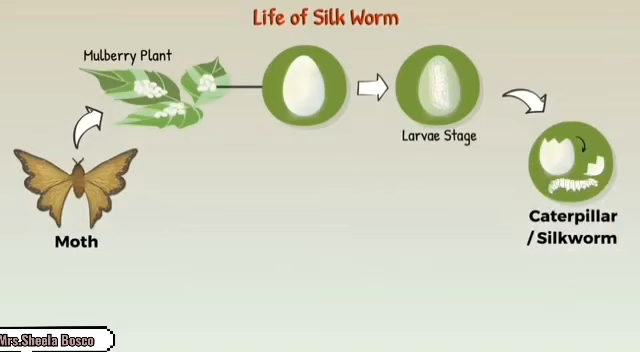 Life of Silk Worm
Mulberry Plant
Larvae Stage
Caterpillar
/Silkworm
Moth
Mrs.Sheela Bosco